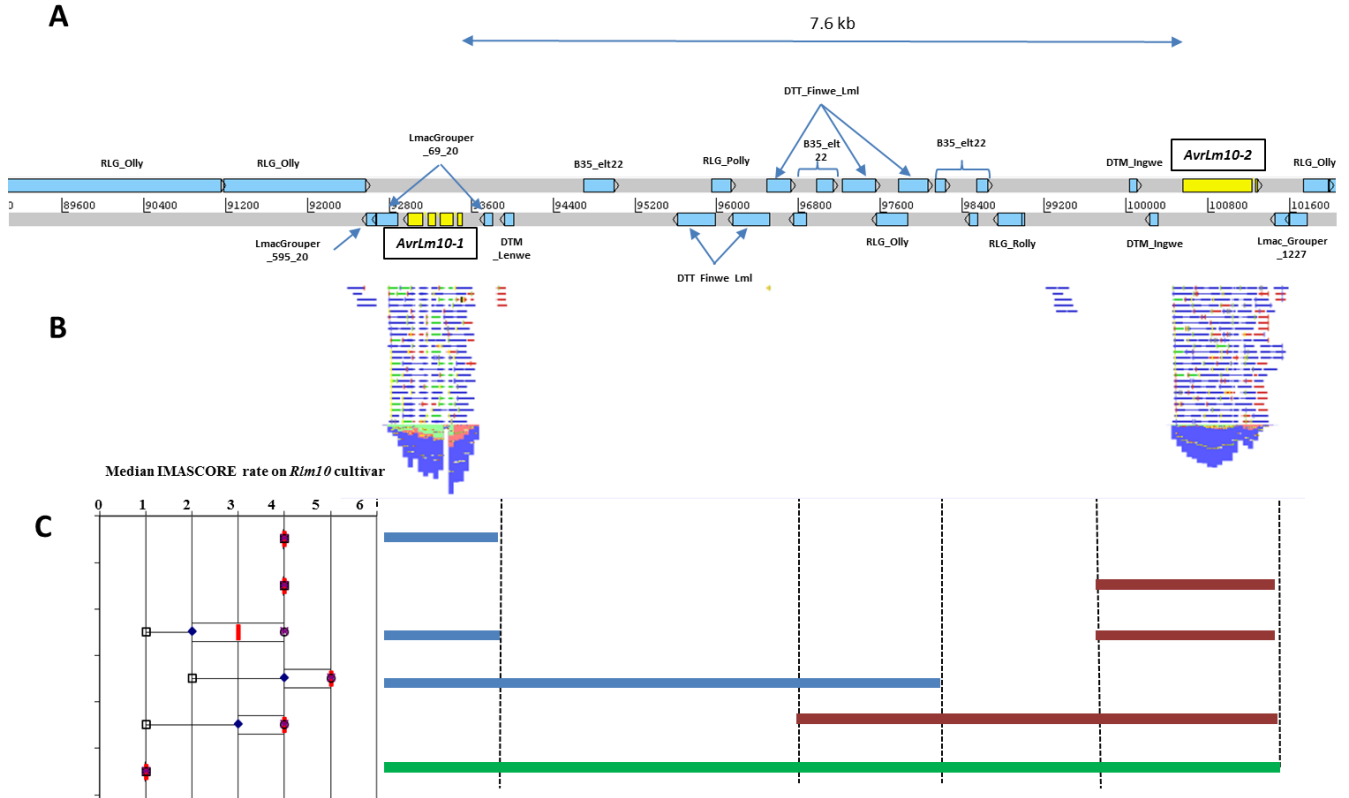 A
7.6 kb
DTT_Finwe_Lml
LmacGrouper
_69_20
RLG_Olly
RLG_Olly
B35_elt22
RLG_Polly
B35_elt
22
B35_elt22
DTM_Ingwe
AvrLm10-2
RLG_Olly
0 89600 90400 91200 92000 92800 93600 94400 95200 96000 96800 97600 98400 99200 100000 100800 101600
LmacGrouper
_595_20
AvrLm10-1
DTM
_Lenwe
DTT_Finwe_Lml
RLG_Olly
RLG_Rolly
DTM_Ingwe
Lmac_Grouper
_1227
B
Median IMASCORE rate on Rlm10 cultivar
0 1 2 3 4 5 6
C